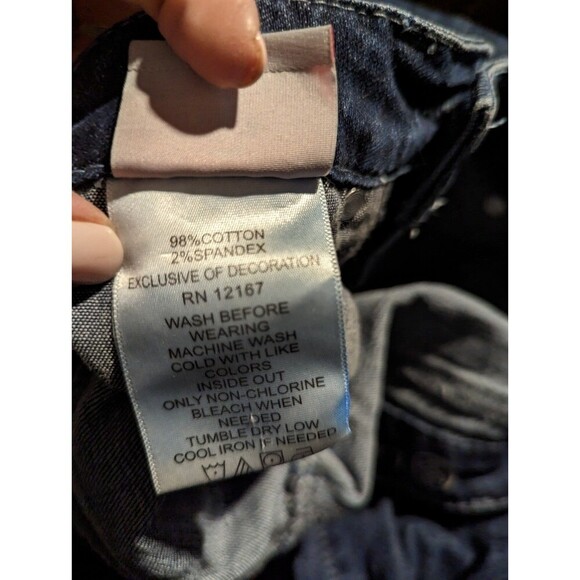 98%COTTON
2%SPANDEX
EXCLUSIVE OF DECORATION
RN 12167
WASH BEFORE
WEARING
MACHINE WASH
COLD WITH LIKE
COLORS
INSIDE OUT
ONLY NON-CHLORINE
BLEACH WHEN
NEEDED
TUMBLE DRY LOW
COOL IRON IF NEEDED